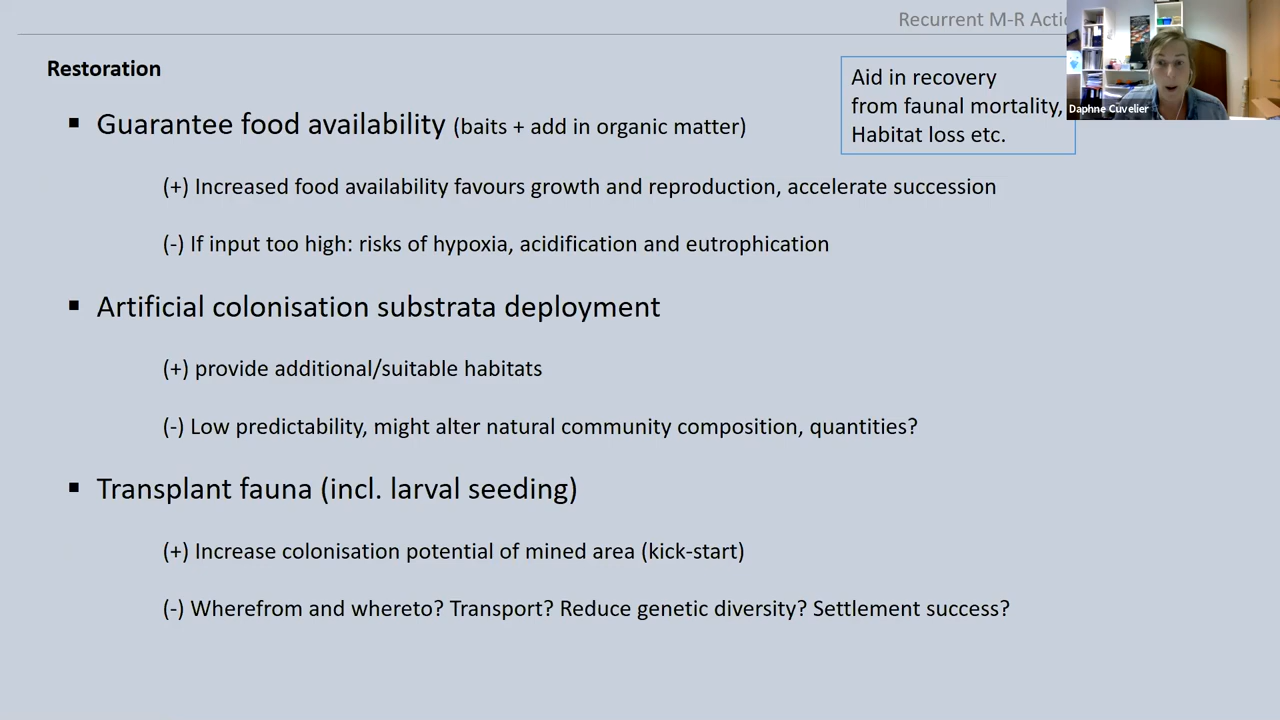 Recurrent M-R
Restoration
Aid in recovery
from faunal mortality,
Habitat loss etc.
Daphne Cuvelier
▪ Guarantee food availability (baits + add in organic matter)
(+) Increased food availability favours growth and reproduction, accelerate succession
(-) If input too high: risks of hypoxia, acidification and eutrophication
▪ Artificial colonisation substrata deployment
(+) provide additional/suitable habitats
(-) Low predictability, might alter natural community composition, quantities?
▪ Transplant fauna (incl. larval seeding)
(+) Increase colonisation potential of mined area (kick-start)
(-) Wherefrom and whereto? Transport? Reduce genetic diversity? Settlement success?